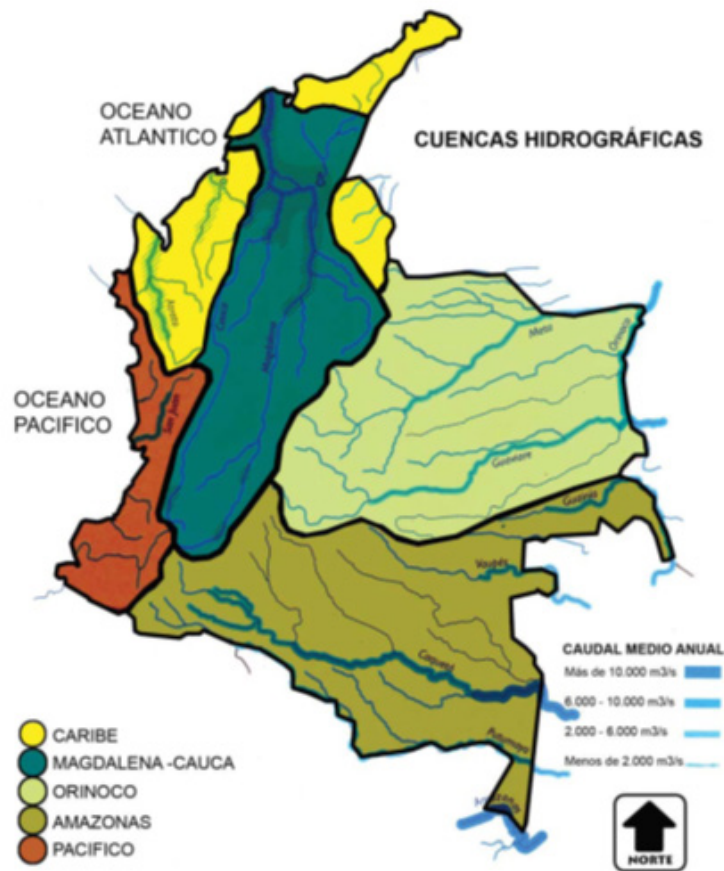 OCEANO
ATLANTICO
CUENCAS HIDROGRÁFICAS
OCEANO
PACIFICO
Atrato
Cauca
Magdalena
San Juan
Meta
Orinoco
Guaviare
Guainía
Vaupés
Caquetá
Putumayo
Amazonas
CAUDAL MEDIO ANUAL
Más de 10.000 m3/s
6.000 - 10.000 m3/s
2.000 - 6.000 m3/s
Menos de 2.000 m3/s
CARIBE
MAGDALENA -CAUCA
ORINOCO
AMAZONAS
PACIFICO
NORTE